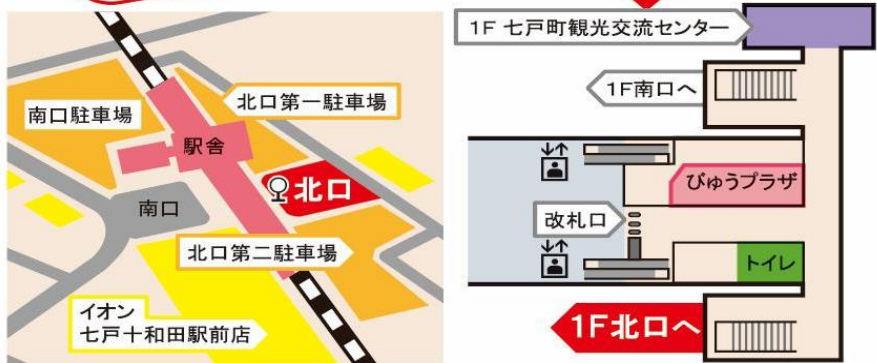 北口第一駐車場
南口駐車場
駅舎
北口
南口
北口第二駐車場
イオン
七戸十和田駅前店
1F 七戸町観光交流センター
1F南口へ
びゅうプラザ
改札口
トイレ
1F北口へ